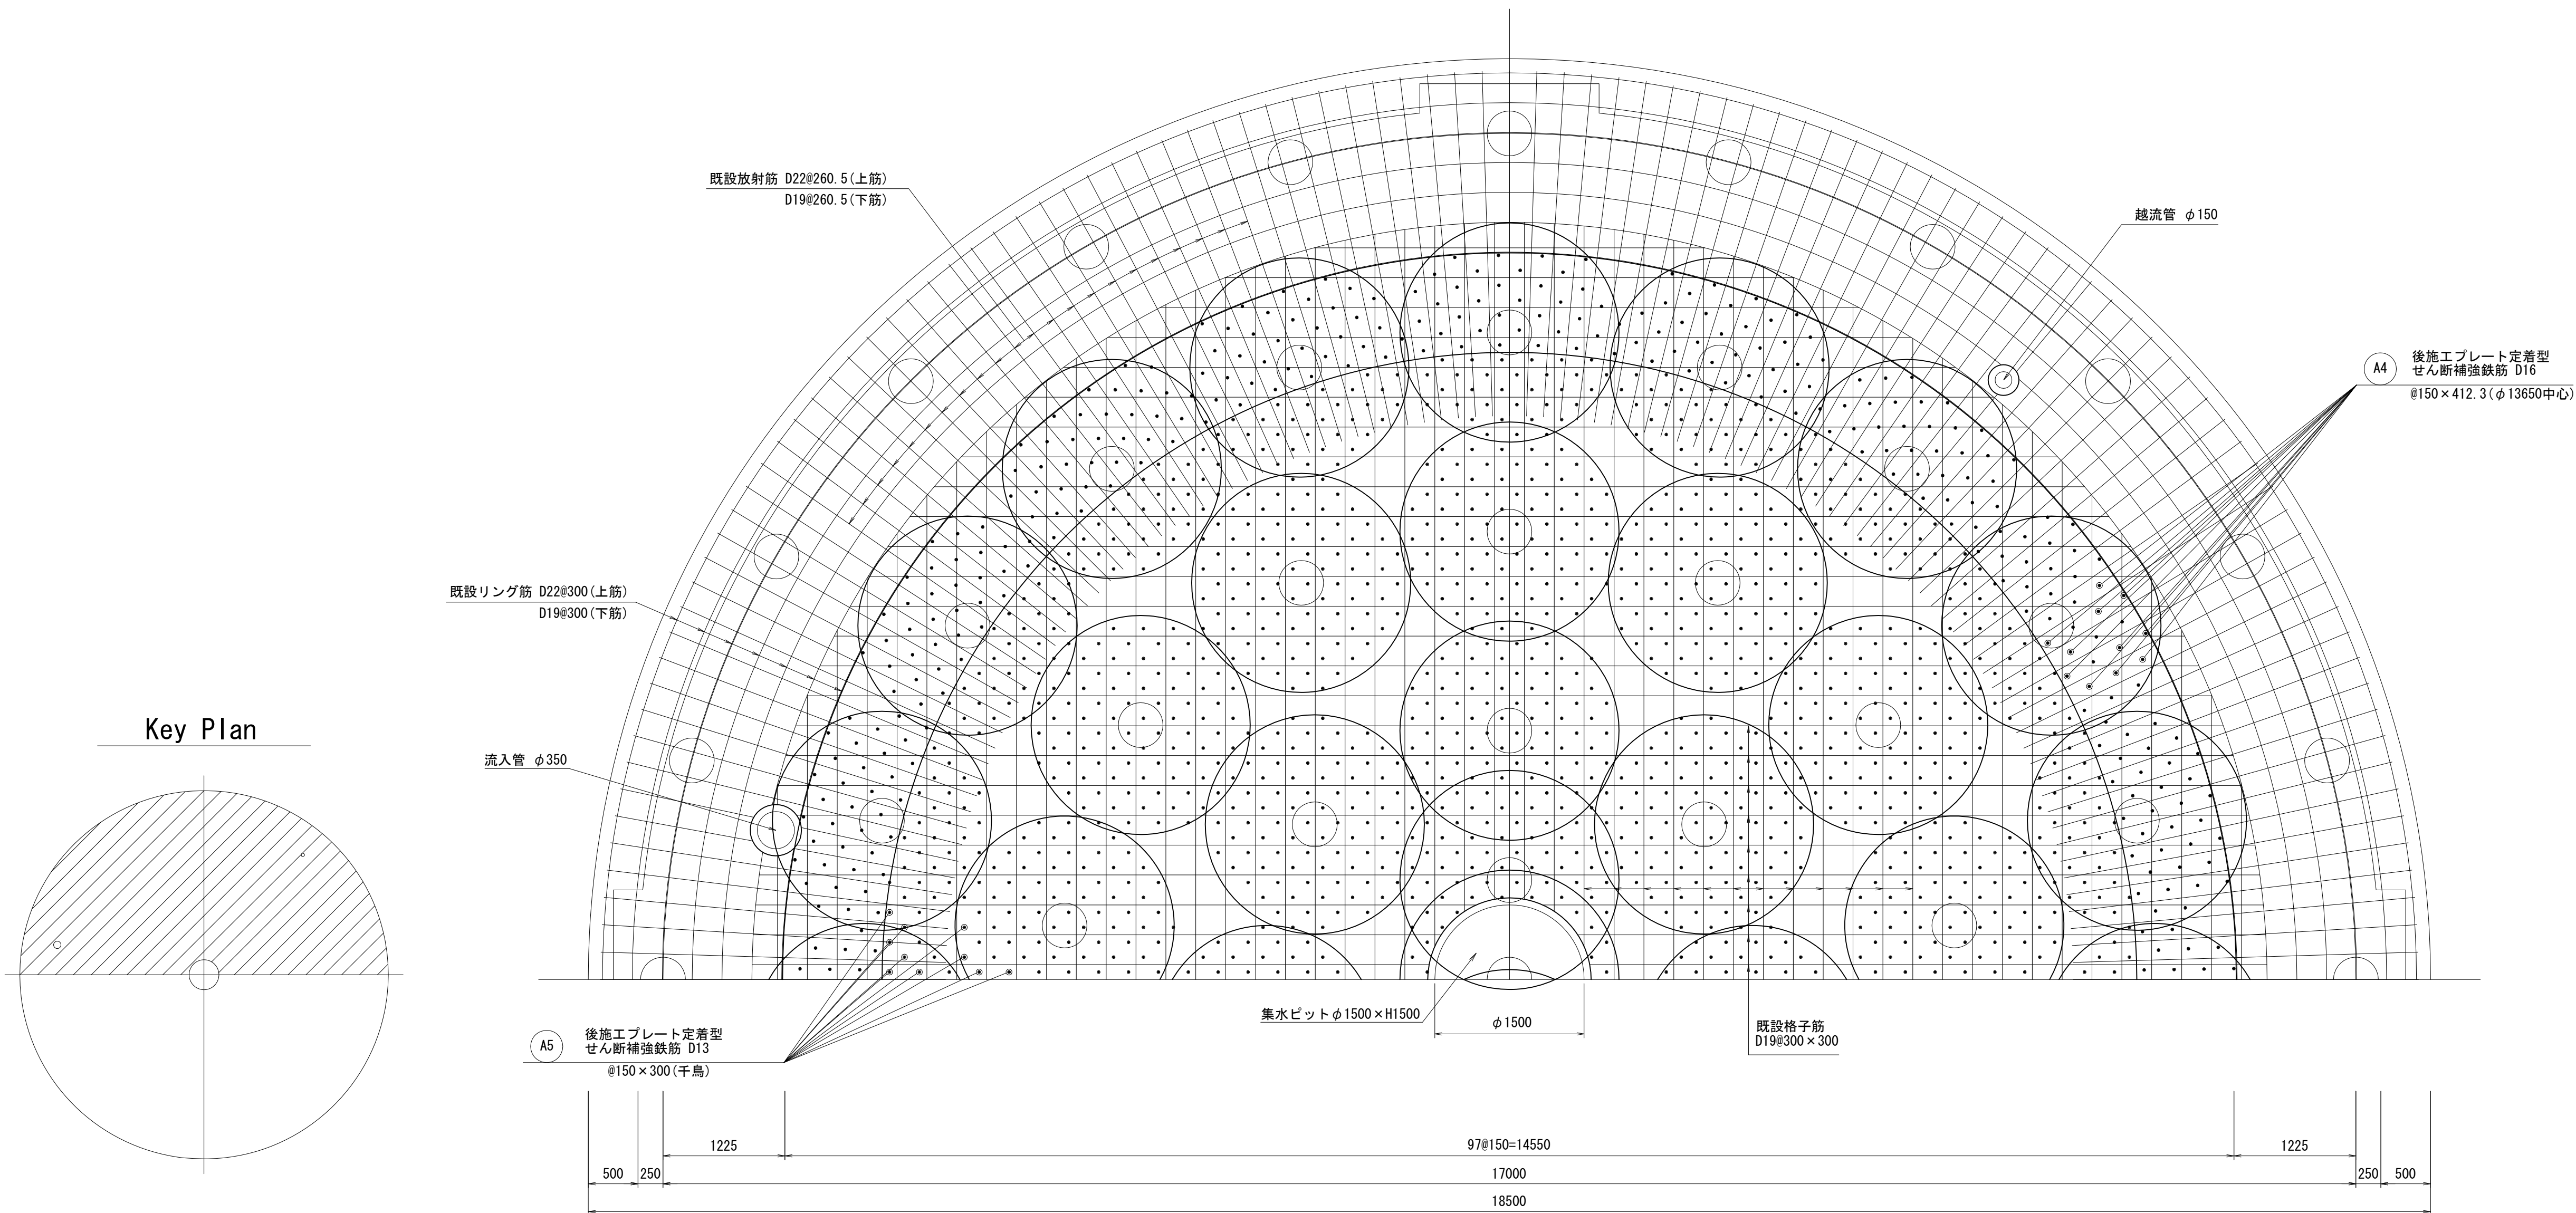 既設放射筋 D22@260.5(上筋)
D19@260.5(下筋)
越流管 φ150
A4
後施工プレート定着型
せん断補強鉄筋 D16
@150×412.3(φ13650中心)
既設リング筋 D22@300(上筋)
D19@300(下筋)
Key Plan
流入管 φ350
集水ピットφ1500×H1500
φ1500
既設格子筋
D19@300×300
A5
後施工プレート定着型
せん断補強鉄筋 D13
@150×300(千鳥)
1225
97@150=14550
1225
500
250
17000
250
500
18500